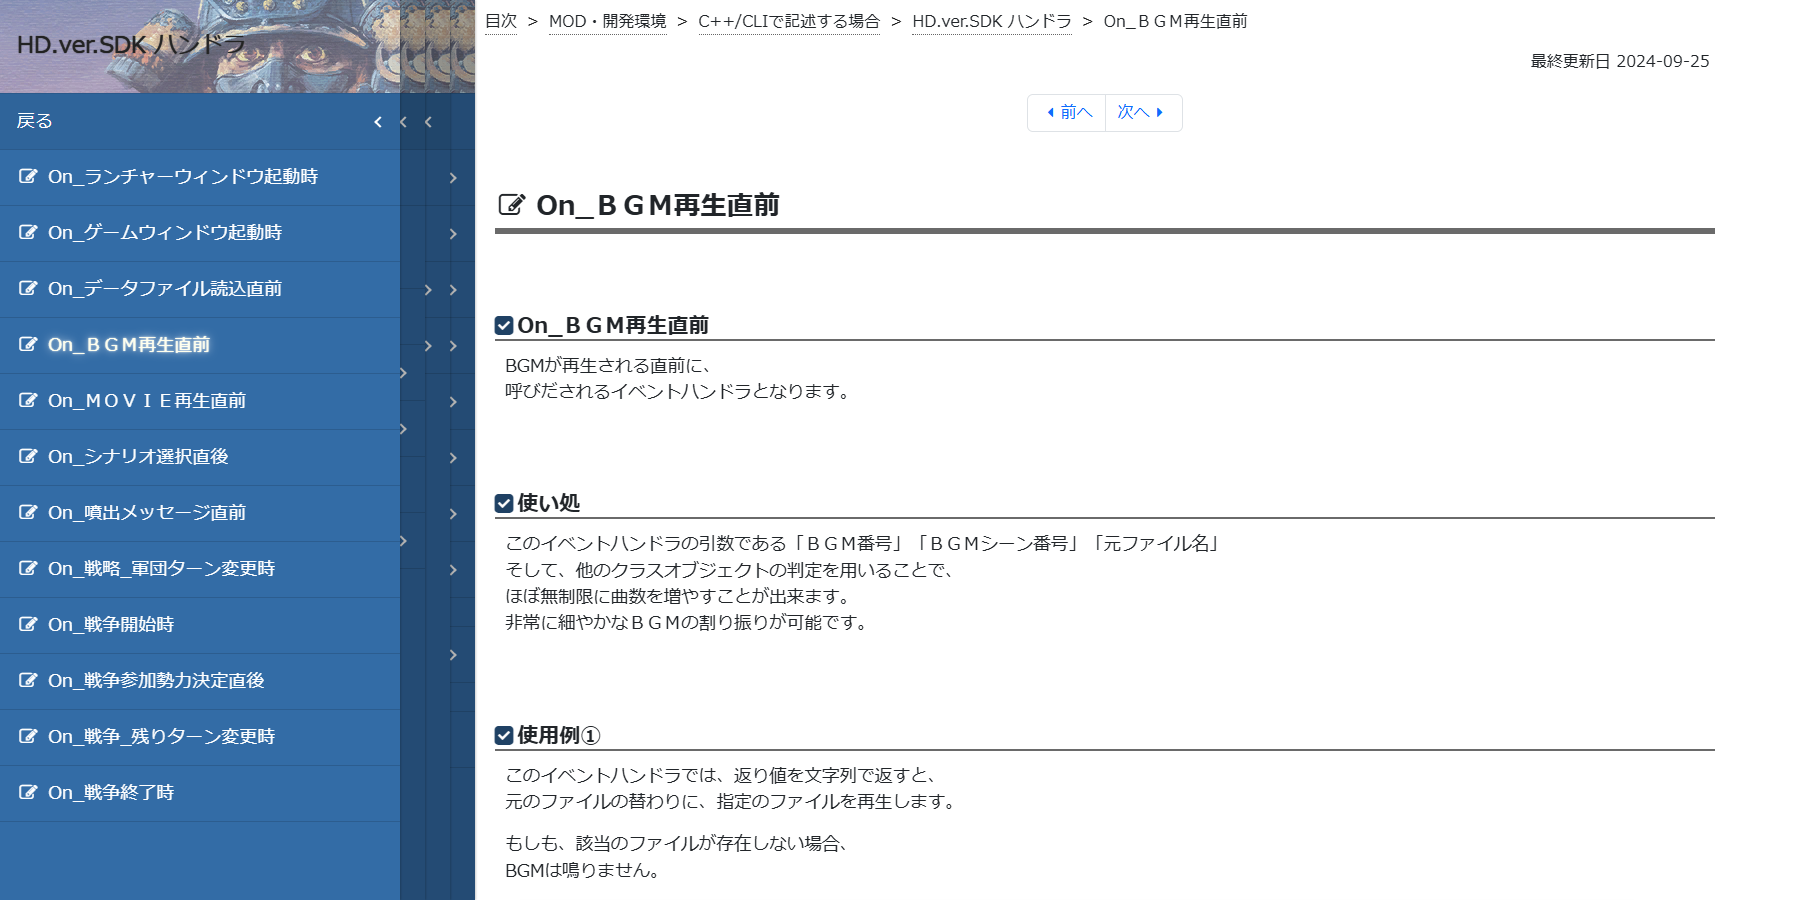 HD.ver.SDK ハンドラ
戻る
On_ランチャーウィンドウ起動時
On_ゲームウィンドウ起動時
On_データファイル読込直前
On_ＢＧＭ再生直前
On_ＭＯＶＩＥ再生直前
On_シナリオ選択直後
On_噴出メッセージ直前
On_戦略_軍団ターン変更時
On_戦争開始時
On_戦争参加勢力決定直後
On_戦争_残りターン変更時
On_戦争終了時
目次 > MOD・開発環境 > C++/CLIで記述する場合 > HD.ver.SDK ハンドラ > On_ＢＧＭ再生直前
最終更新日 2024-09-25
前へ 次へ
On_ＢＧＭ再生直前
On_ＢＧＭ再生直前
BGMが再生される直前に、
呼びだされるイベントハンドラとなります。
使い処
このイベントハンドラの引数である「ＢＧＭ番号」「ＢＧＭシーン番号」「元ファイル名」
そして、他のクラスオブジェクトの判定を用いることで、
ほぼ無制限に曲数を増やすことが出来ます。
非常に細やかなＢＧＭの割り振りが可能です。
使用例①
このイベントハンドラでは、返り値を文字列で返すと、
元のファイルの替わりに、指定のファイルを再生します。
もしも、該当のファイルが存在しない場合、
BGMは鳴りません。